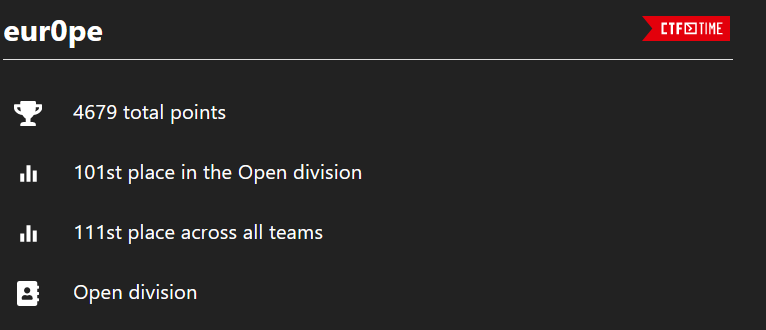 eur0pe
CTF TIME
4679 total points
101st place in the Open division
111st place across all teams
Open division